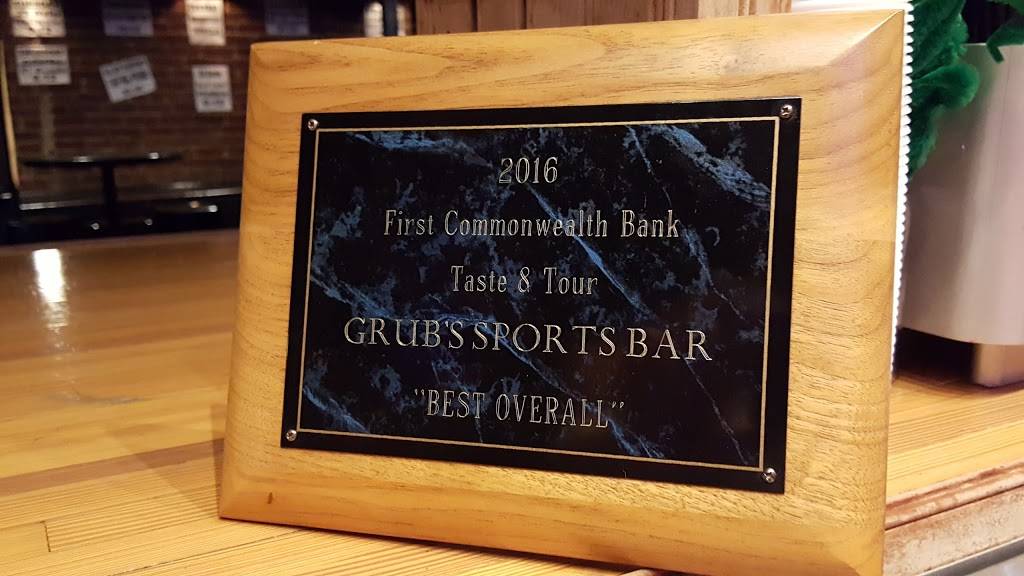 2016
First Commonwealth Bank
Taste & Tour
GRUB'S SPORTS BAR
"BEST OVERALL"